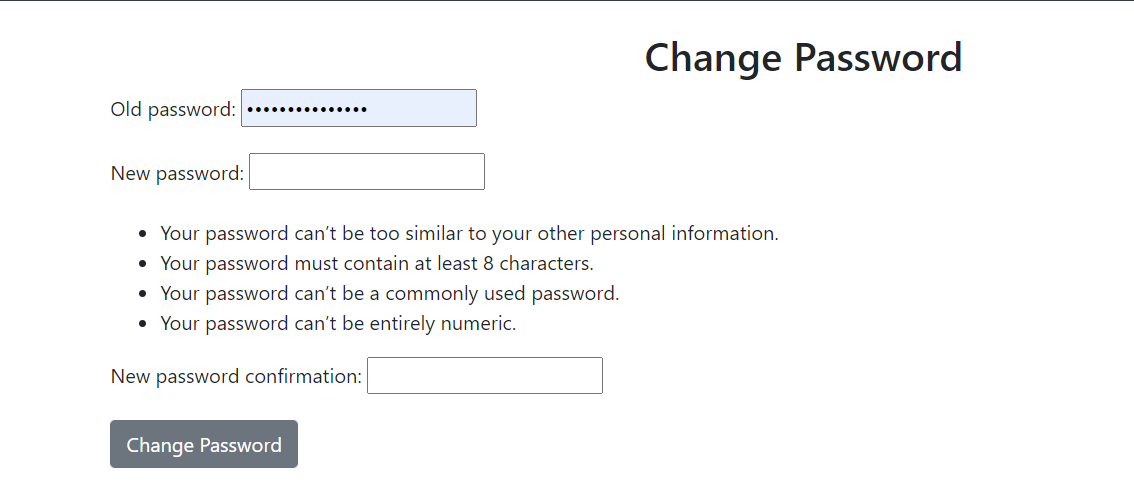 Change Password
Old password: •••••••••••••••
New password:
• Your password can’t be too similar to your other personal information.
• Your password must contain at least 8 characters.
• Your password can’t be a commonly used password.
• Your password can’t be entirely numeric.
New password confirmation:
Change Password